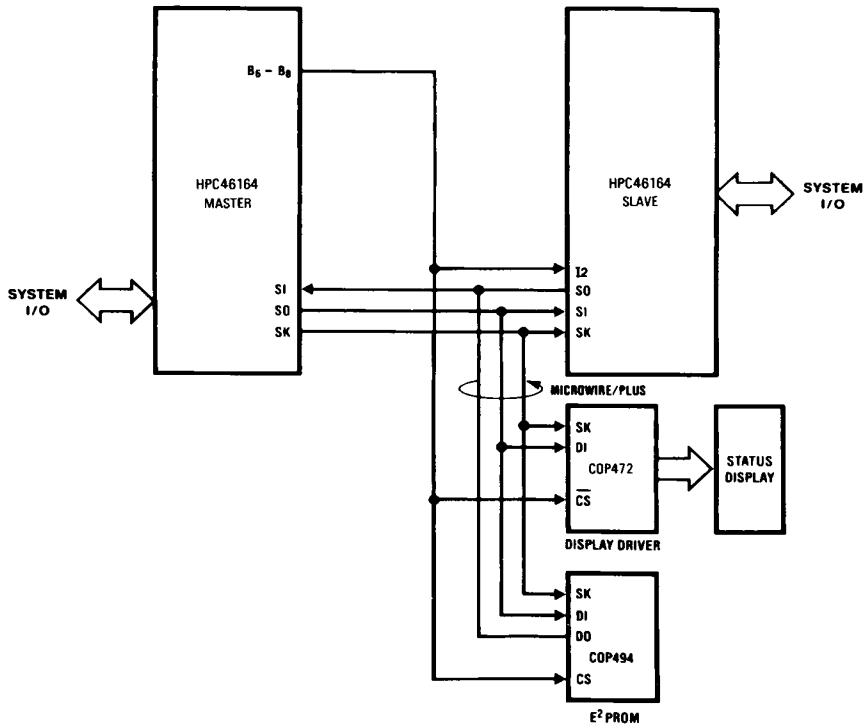 B5 – B8
HPC46164
MASTER
SI
SO
SK
SYSTEM
I/O
HPC46164
SLAVE
I2
SO
SI
SK
SYSTEM
I/O
MICROWIRE/PLUS
SK
DI
COP472
CS
DISPLAY DRIVER
STATUS
DISPLAY
SK
DI
DO
COP494
CS
E² PROM